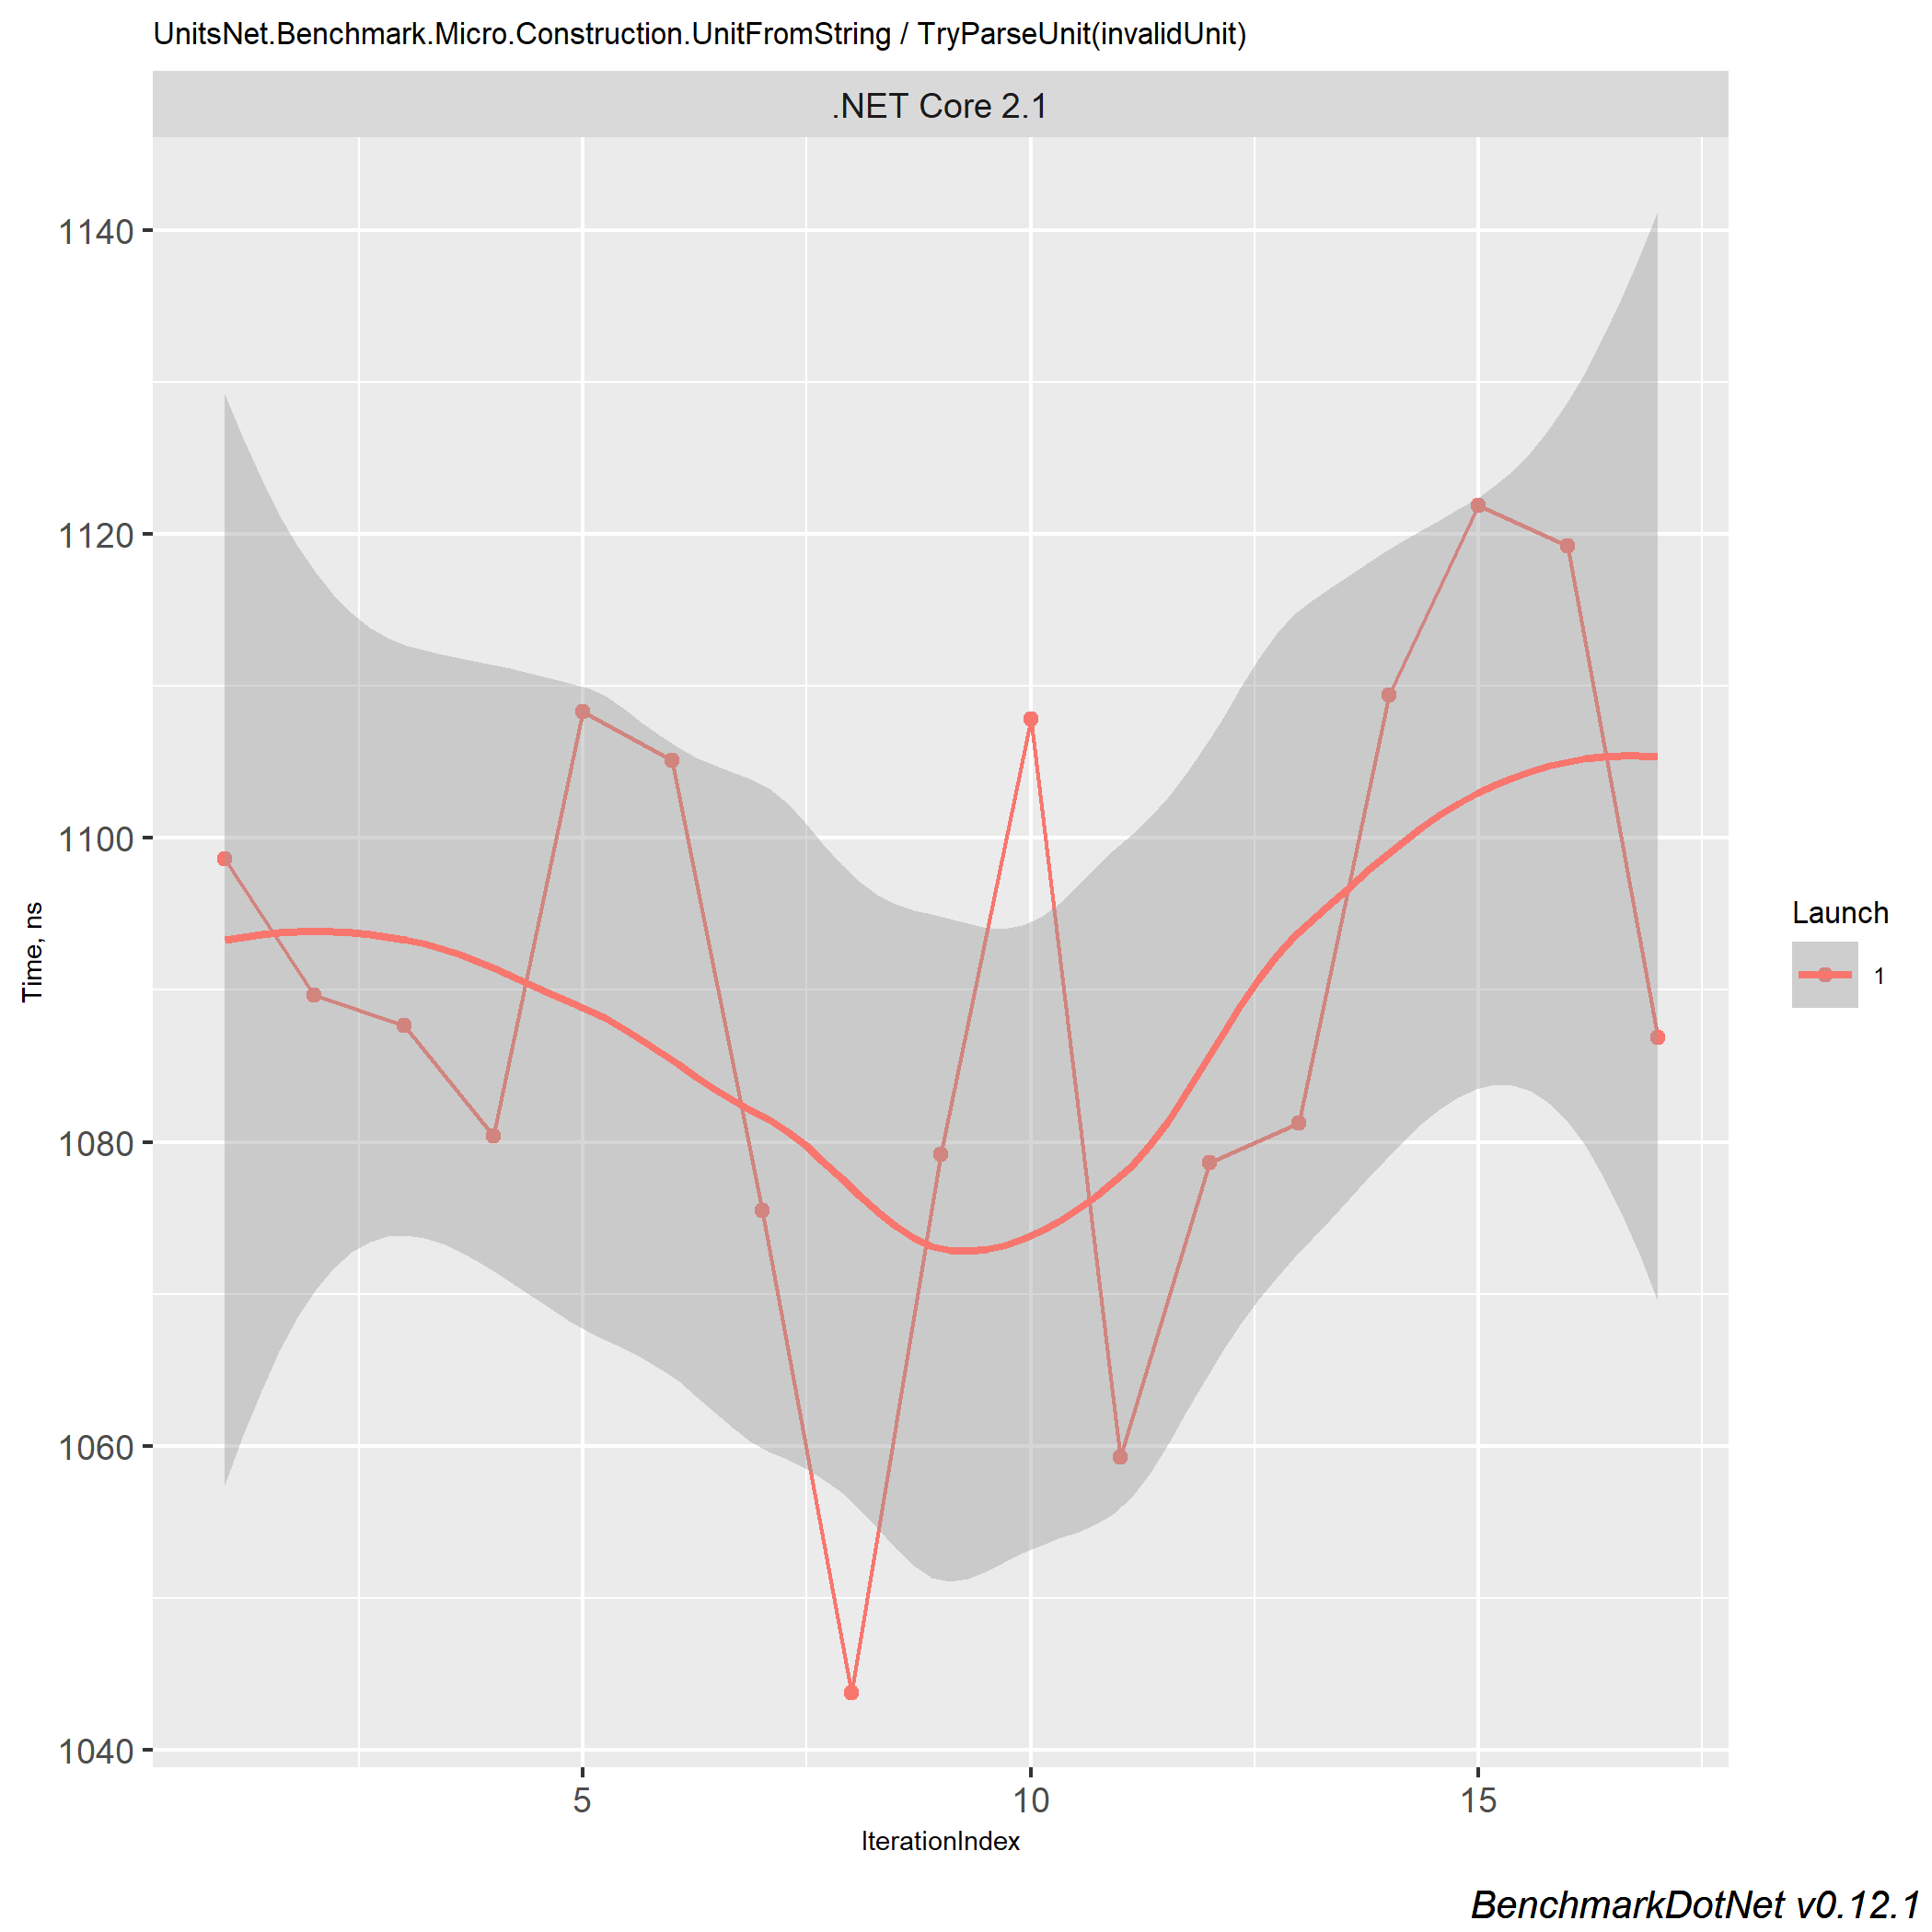 UnitsNet.Benchmark.Micro.Construction.UnitFromString / TryParseUnit(invalidUnit)
.NET Core 2.1
1140
1120
1100
1080
1060
1040
Time, ns
5 10 15
IterationIndex
Launch
1
BenchmarkDotNet v0.12.1